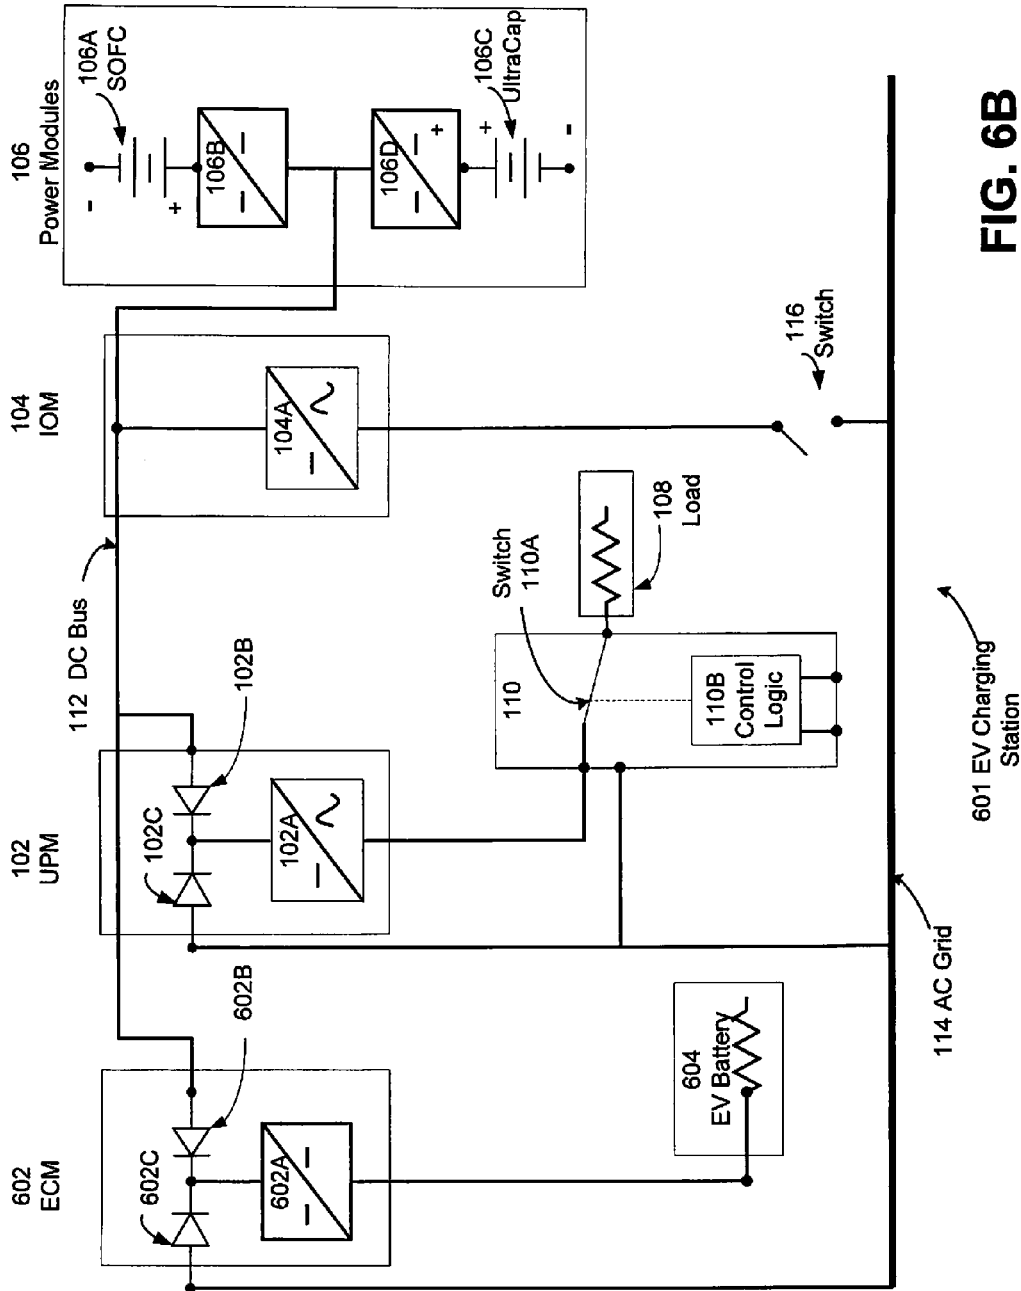 602
ECM
602C
602B
602A
604
EV Battery
102
UPM
102C
102B
102A
112 DC Bus
110
Switch
110A
110B
Control
Logic
108
Load
104
IOM
104A
~
116
Switch
106
Power Modules
106A
SOFC
-
+
106B
106D
+
+
106C
UltraCap
-
114 AC Grid
601 EV Charging
Station
FIG. 6B